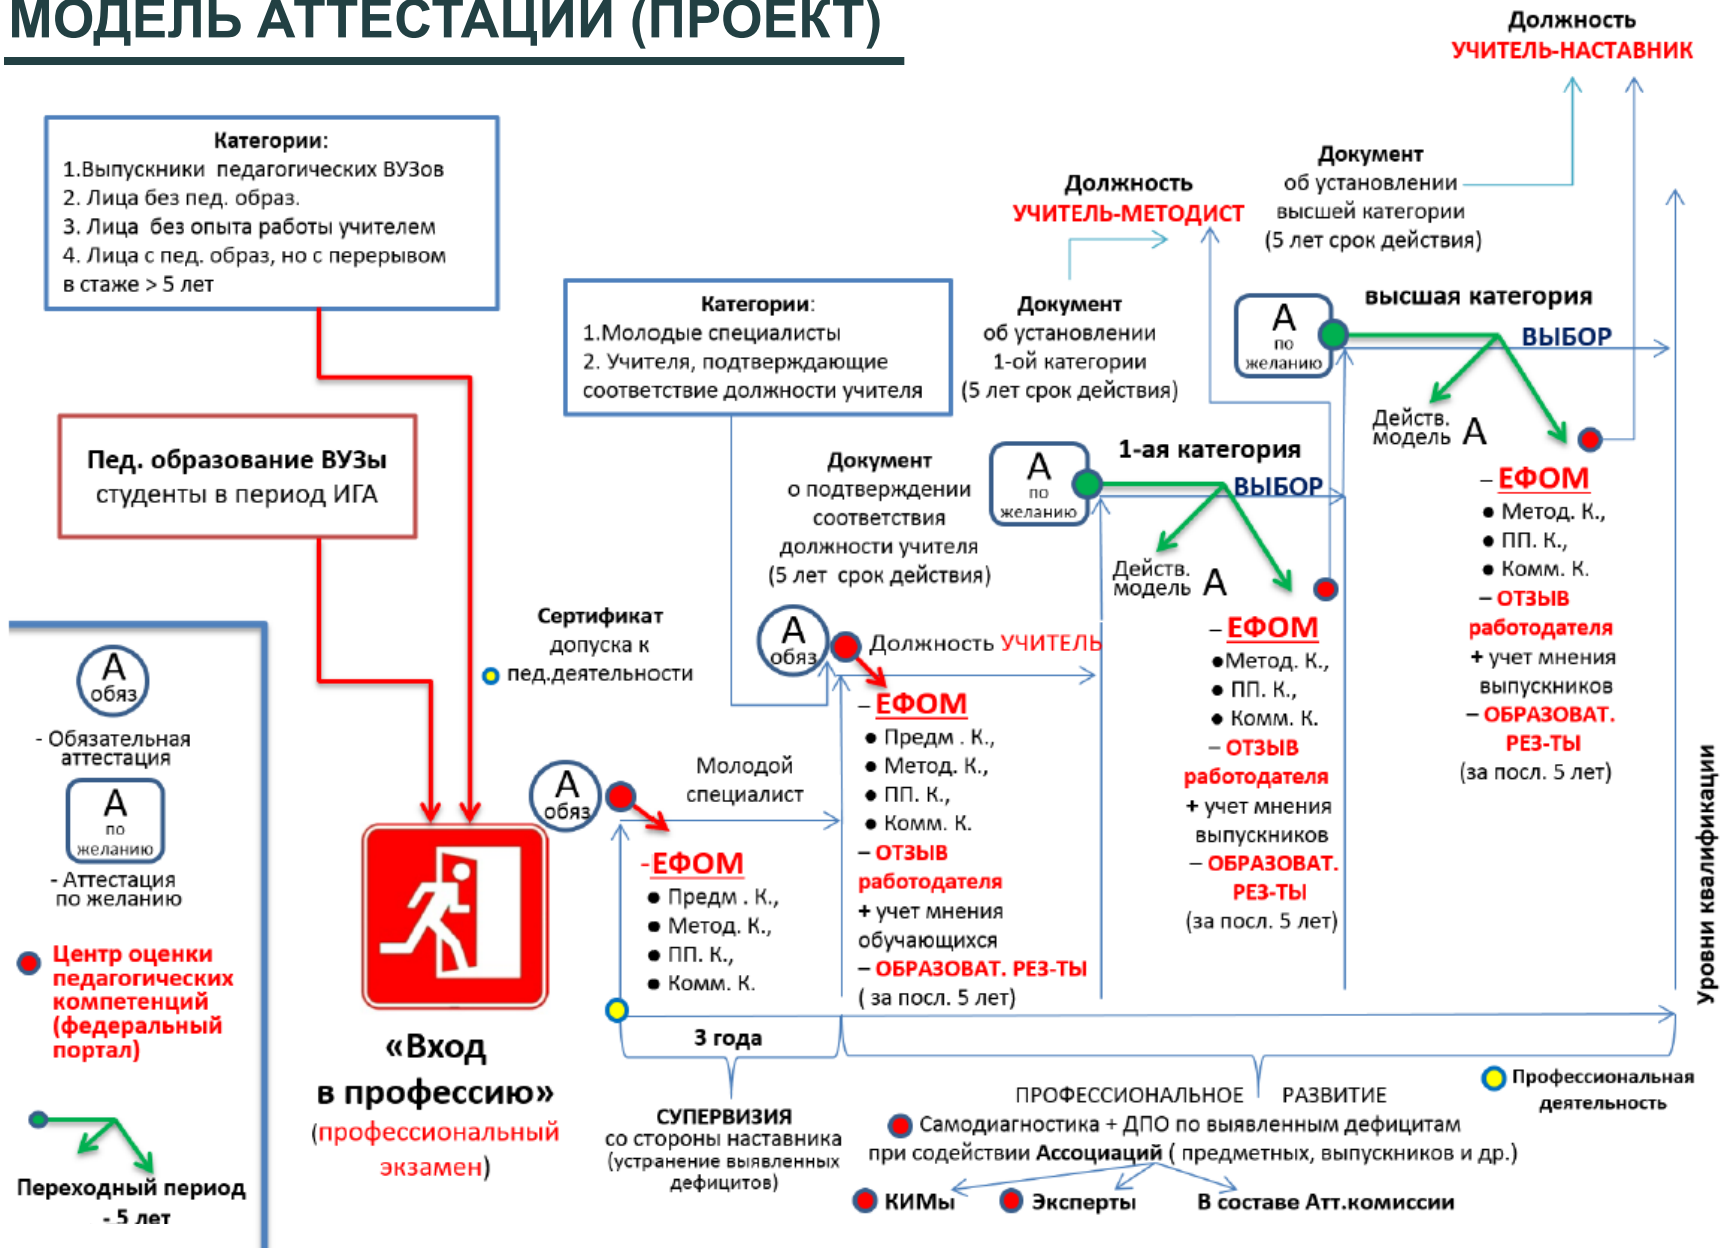 МОДЕЛЬ АТТЕСТАЦИИ (ПРОЕКТ)
Должность
УЧИТЕЛЬ-НАСТАВНИК
Категории:
1.Выпускники педагогических ВУЗов
2. Лица без пед. образ.
3. Лица без опыта работы учителем
4. Лица с пед. образ, но с перерывом
в стаже > 5 лет
Документ
об установлении
высшей категории
(5 лет срок действия)
Должность
УЧИТЕЛЬ-МЕТОДИСТ
Категории:
1.Молодые специалисты
2. Учителя, подтверждающие
соответствие должности учителя
Документ
об установлении
1-ой категории
(5 лет срок действия)
А
по
желанию
высшая категория
ВЫБОР
Действ.
модель А
– ЕФОМ
● Метод. К.,
● ПП. К.,
● Комм. К.
– ОТЗЫВ
работодателя
+ учет мнения
выпускников
– ОБРАЗОВАТ.
РЕЗ-ТЫ
(за посл. 5 лет)
Пед. образование ВУЗы
студенты в период ИГА
Документ
о подтверждении
соответствия
должности учителя
(5 лет срок действия)
А
по
желанию
1-ая категория
ВЫБОР
Действ.
модель А
– ЕФОМ
●Метод. К.,
● ПП. К.,
● Комм. К.
– ОТЗЫВ
работодателя
+ учет мнения
выпускников
– ОБРАЗОВАТ.
РЕЗ-ТЫ
(за посл. 5 лет)
Сертификат
допуска к
пед.деятельности
А
обяз
Должность УЧИТЕЛЬ
– ЕФОМ
● Предм . К.,
● Метод. К.,
● ПП. К.,
● Комм. К.
– ОТЗЫВ
работодателя
+ учет мнения
обучающихся
– ОБРАЗОВАТ. РЕЗ-ТЫ
( за посл. 5 лет)
А
обяз
Молодой
специалист
-ЕФОМ
● Предм . К.,
● Метод. К.,
● ПП. К.,
● Комм. К.
А
обяз
- Обязательная
аттестация
А
по
желанию
- Аттестация
по желанию
Центр оценки
педагогических
компетенций
(федеральный
портал)
Переходный период
- 5 лет
«Вход
в профессию»
(профессиональный
экзамен)
3 года
СУПЕРВИЗИЯ
со стороны наставника
(устранение выявленных
дефицитов)
ПРОФЕССИОНАЛЬНОЕ РАЗВИТИЕ
Самодиагностика + ДПО по выявленным дефицитам
при содействии Ассоциаций ( предметных, выпускников и др.)
КИМы Эксперты В составе Атт.комиссии
Профессиональная
деятельность
Уровни квалификации